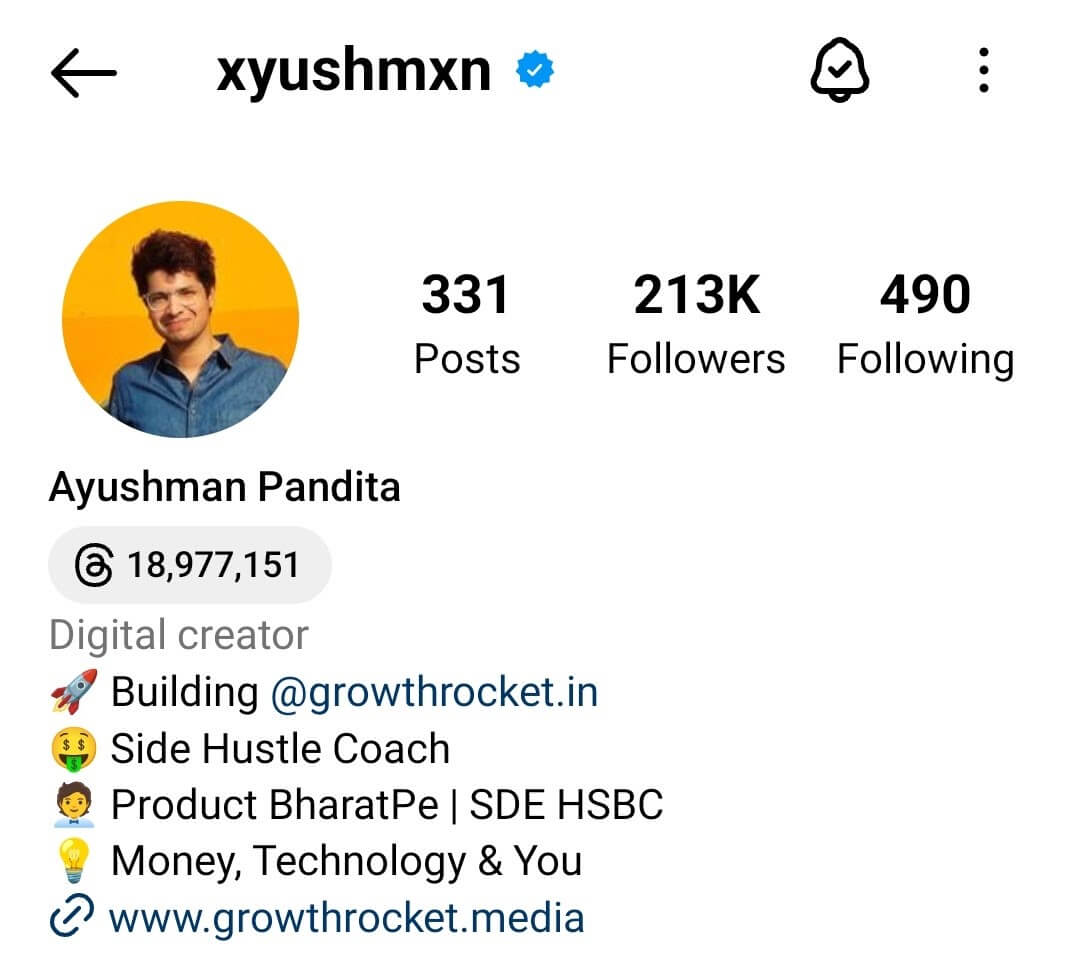 xyushmxn
331 213K 490
Posts Followers Following
Ayushman Pandita
18,977,151
Digital creator
🚀 Building @growthrocket.in
🤑 Side Hustle Coach
🧑‍💼 Product BharatPe | SDE HSBC
💡 Money, Technology & You
www.growthrocket.media